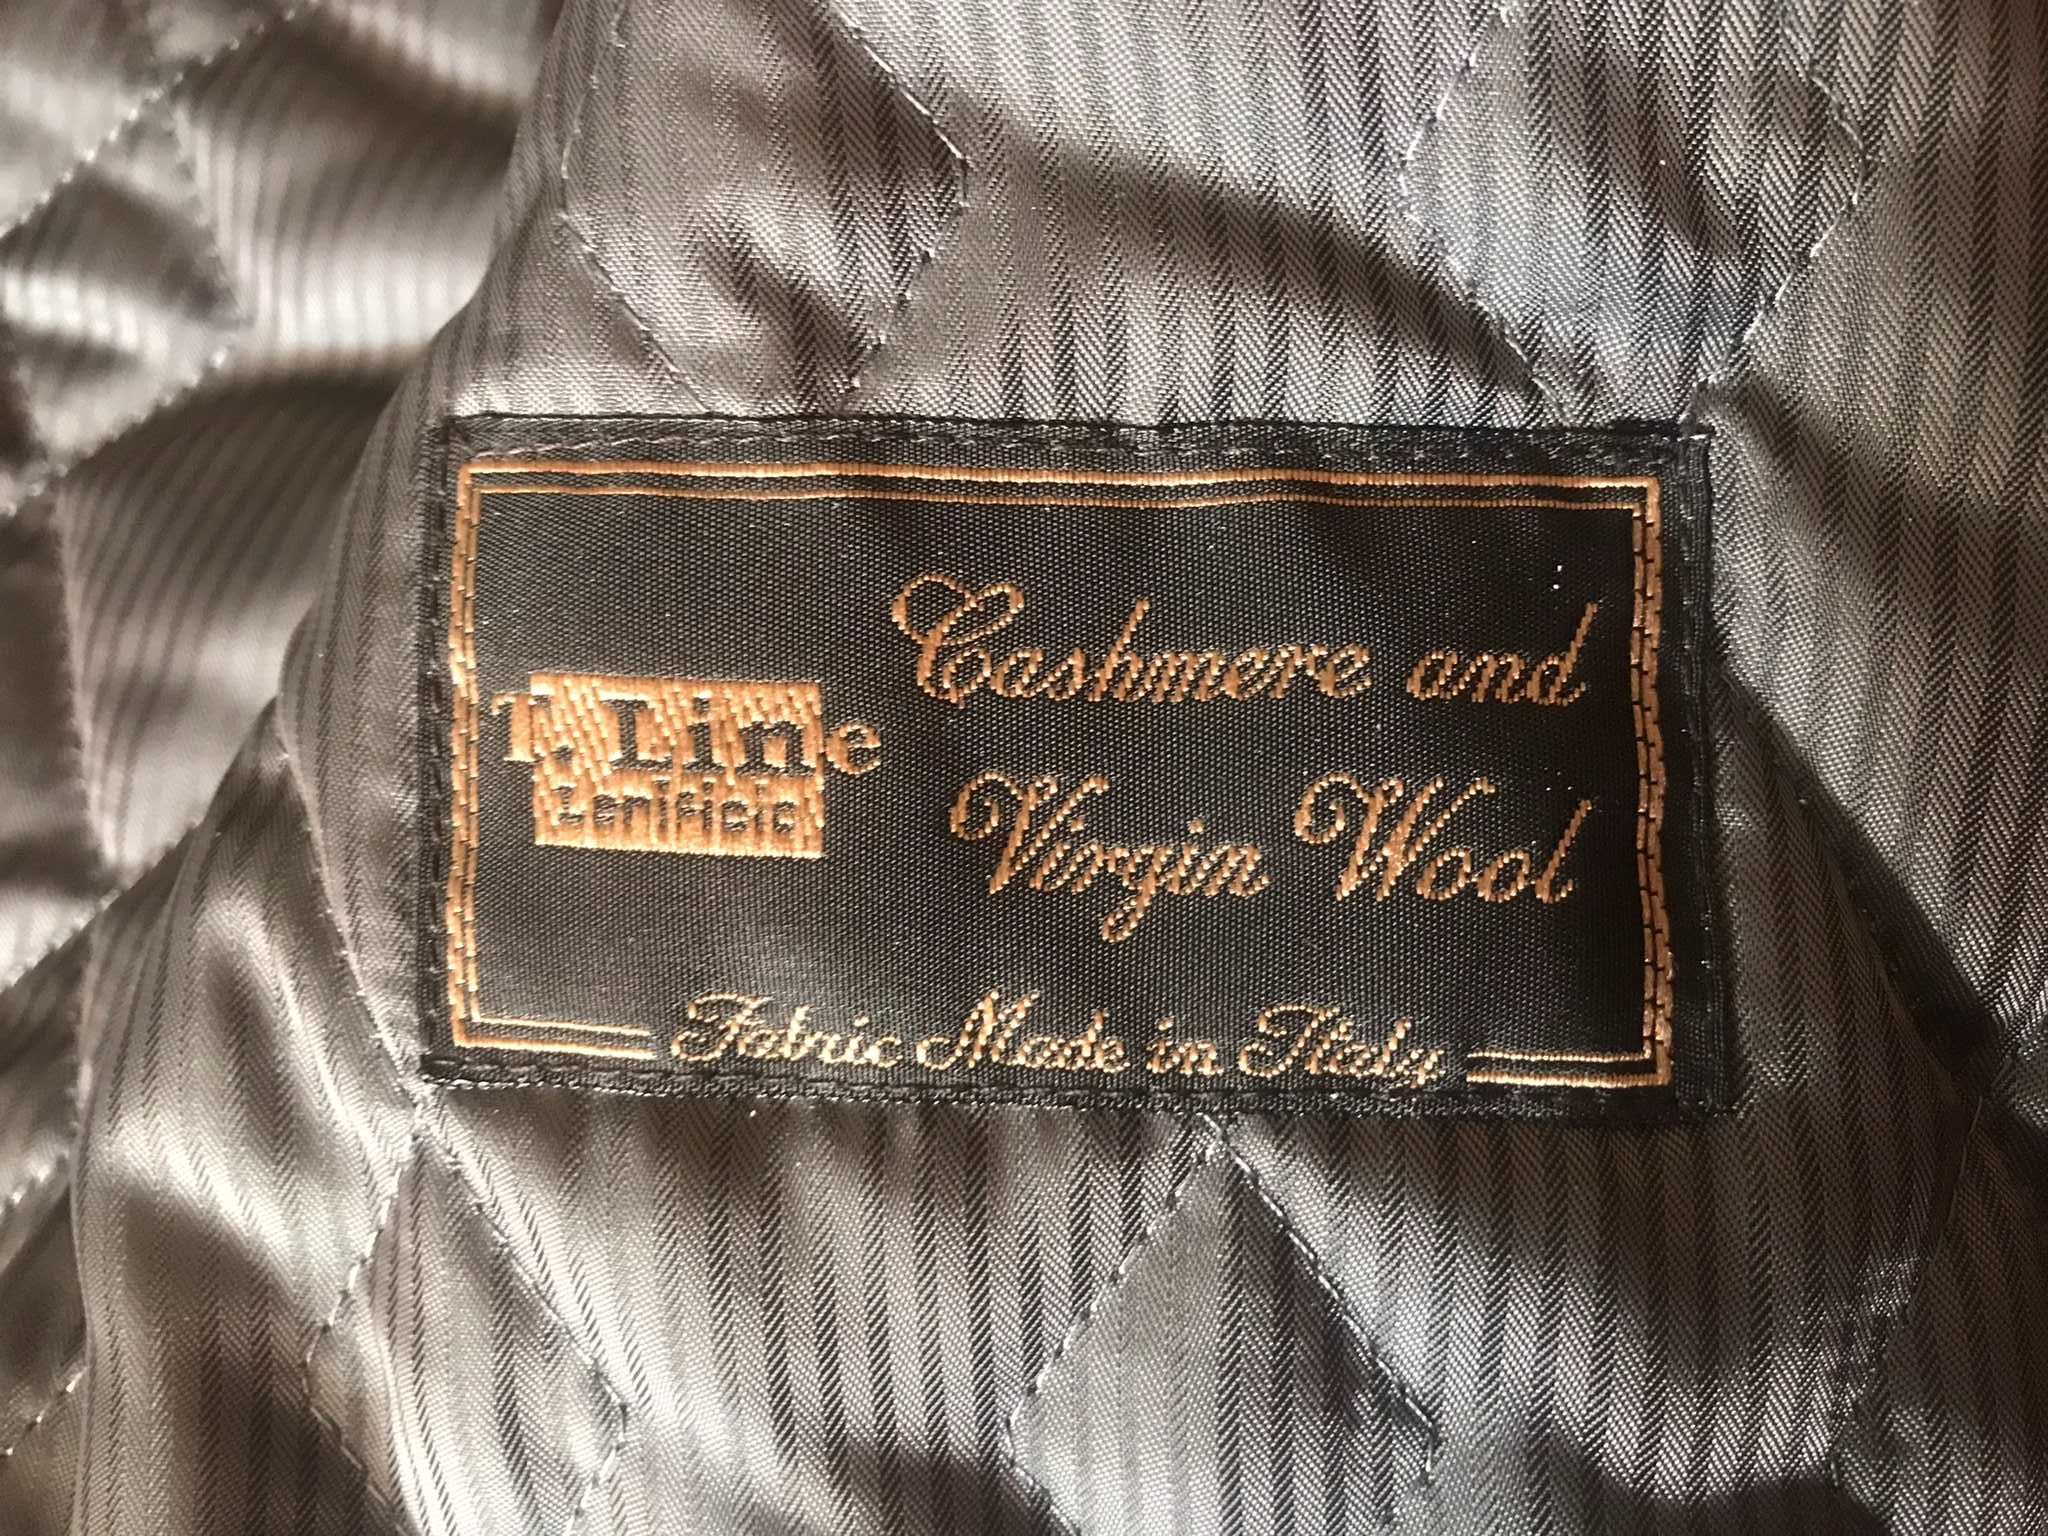 Cashmere and
T. Line
Lanificio
Virgin Wool
Fabric Made in Italy